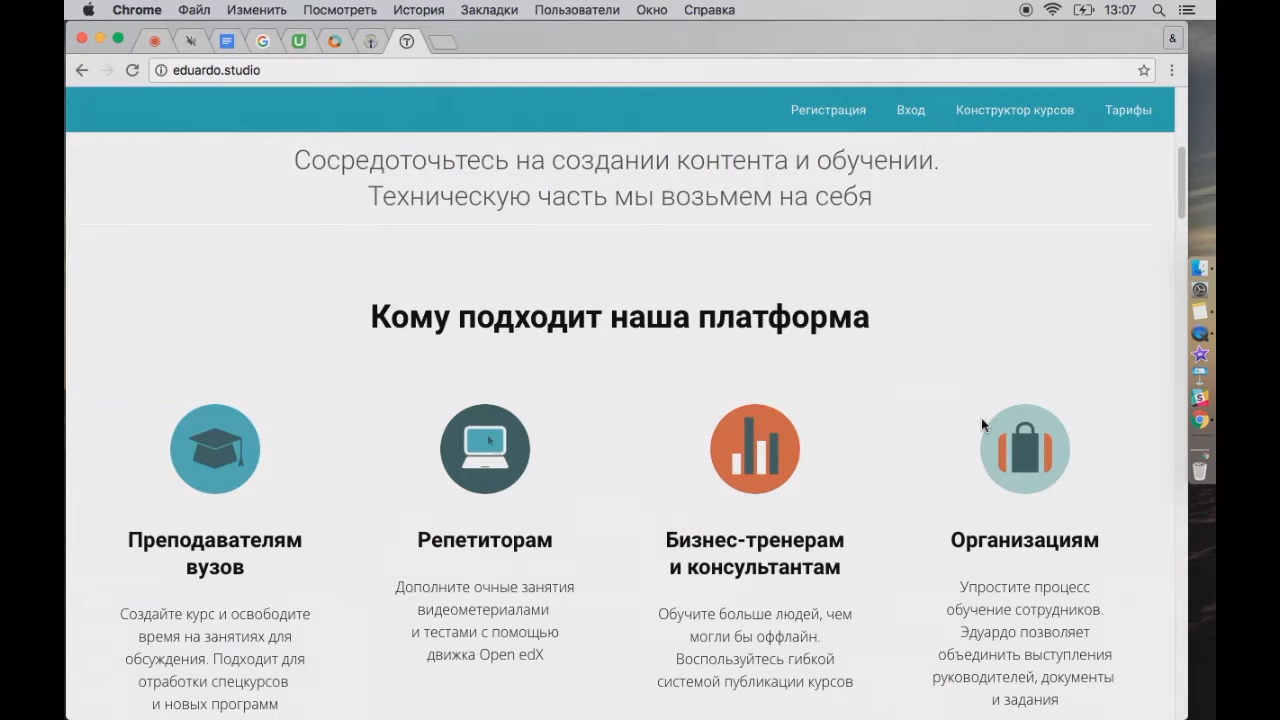 Chrome Файл Изменить Посмотреть История Закладки Пользователи Окно Справка 13:07
&
eduardo.studio
Регистрация Вход Конструктор курсов Тарифы
Сосредоточьтесь на создании контента и обучении.
Техническую часть мы возьмем на себя
Кому подходит наша платформа
Преподавателям
вузов
Создайте курс и освободите
время на занятиях для
обсуждения. Подходит для
отработки спецкурсов
и новых программ
Репетиторам
Дополните очные занятия
видеометериалами
и тестами с помощью
движка Open edX
Бизнес-тренерам
и консультантам
Обучите больше людей, чем
могли бы оффлайн.
Воспользуйтесь гибкой
системой публикации курсов
Организациям
Упростите процесс
обучение сотрудников.
Эдуардо позволяет
объединить выступления
руководителей, документы
и задания